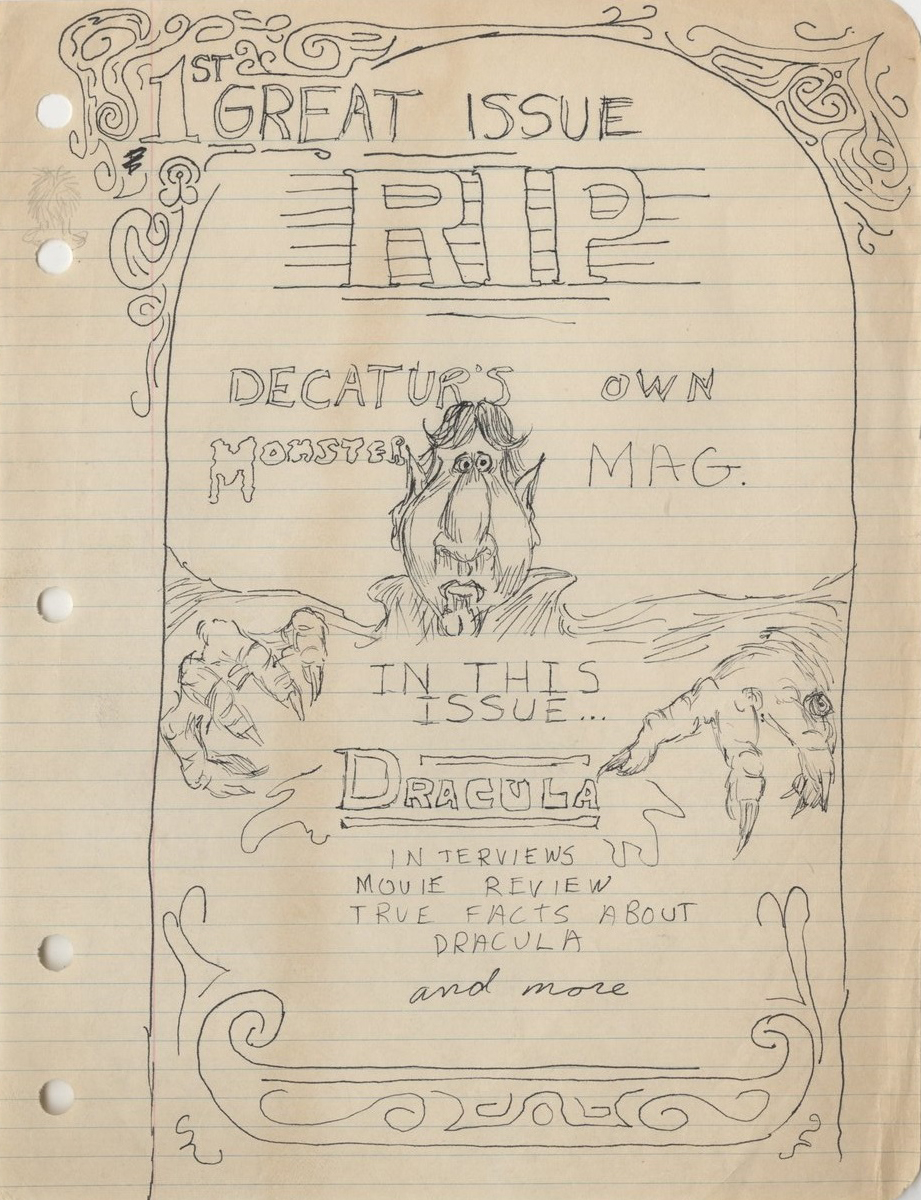 1ST GREAT ISSUE
RIP
DECATUR'S OWN
MONSTER MAG.
IN THIS
ISSUE...
DRACULA
INTERVIEWS
MOVIE REVIEW
TRUE FACTS ABOUT
DRACULA
and more